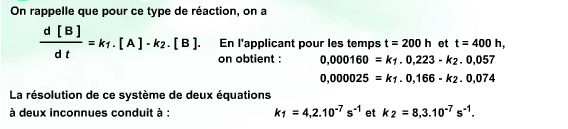 On rappelle que pour ce type de réaction, on a
d [B]
/ d t = k1 . [ A ] - k2 . [ B ]. En l'applicant pour les temps t = 200 h et t = 400 h,
on obtient : 0,000160 = k1 . 0,223 - k2 . 0,057
0,000025 = k1 . 0,166 - k2 . 0,074
La résolution de ce système de deux équations
à deux inconnues conduit à : k1 = 4,2.10⁻⁷ s⁻¹ et k2 = 8,3.10⁻⁷ s⁻¹.